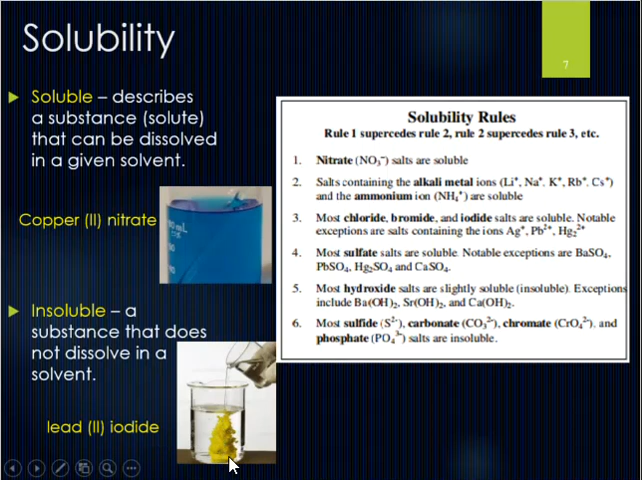 Solubility
7
Soluble – describes
a substance (solute)
that can be dissolved
in a given solvent.
Copper (II) nitrate
Insoluble – a
substance that does
not dissolve in a
solvent.
lead (II) iodide
Solubility Rules
Rule 1 supercedes rule 2, rule 2 supercedes rule 3, etc.
1. Nitrate (NO₃⁻) salts are soluble
2. Salts containing the alkali metal ions (Li⁺, Na⁺. K⁺, Rb⁺. Cs⁺)
and the ammonium ion (NH₄⁺) are soluble
3. Most chloride, bromide, and iodide salts are soluble. Notable
exceptions are salts containing the ions Ag⁺, Pb²⁺, Hg₂²⁺
4. Most sulfate salts are soluble. Notable exceptions are BaSO₄,
PbSO₄, Hg₂SO₄ and CaSO₄.
5. Most hydroxide salts are slightly soluble (insoluble). Exceptions
include Ba(OH)₂, Sr(OH)₂, and Ca(OH)₂.
6. Most sulfide (S²⁻), carbonate (CO₃²⁻), chromate (CrO₄²⁻), and
phosphate (PO₄³⁻) salts are insoluble.